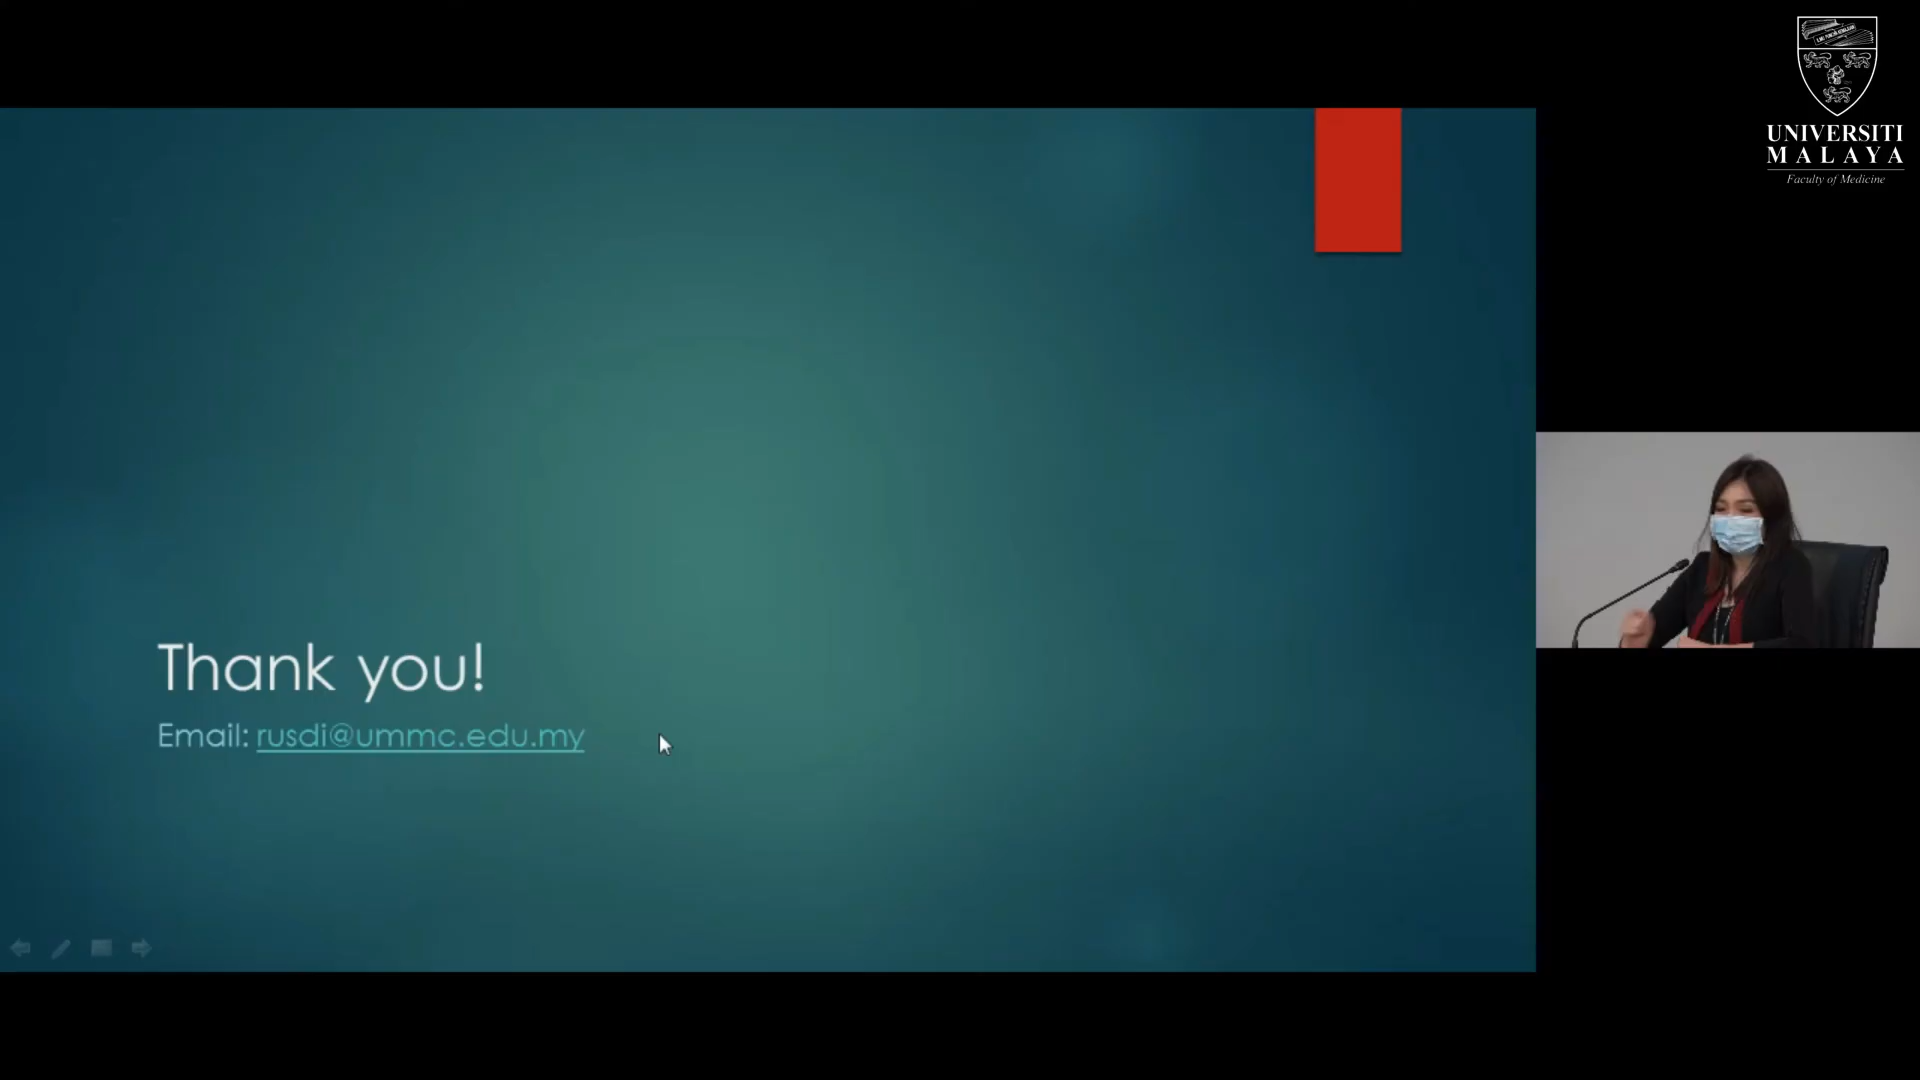 Thank you!
Email: rusdi@ummc.edu.my
UNIVERSITI
MALAYA
Faculty of Medicine